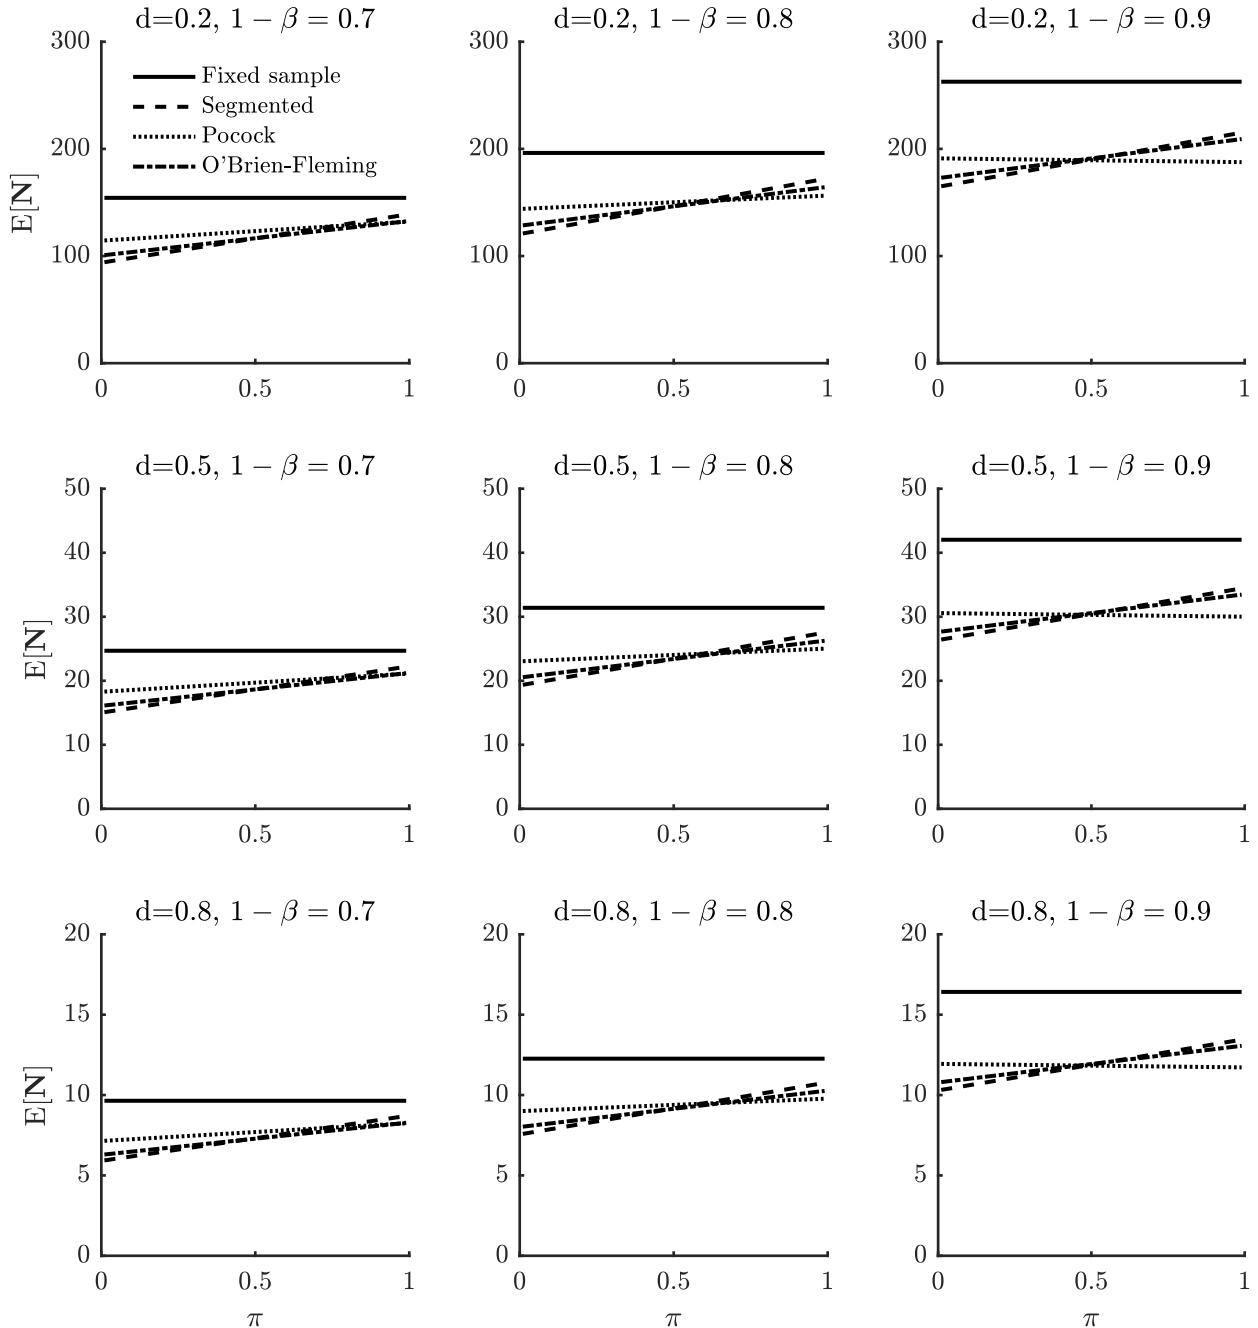 d=0.2, 1 − β = 0.7
d=0.2, 1 − β = 0.8
d=0.2, 1 − β = 0.9
300
200
100
0
E[N]
Fixed sample
Segmented
Pocock
O'Brien-Fleming
0 0.5 1
300
200
100
0
0 0.5 1
300
200
100
0
0 0.5 1
d=0.5, 1 − β = 0.7
d=0.5, 1 − β = 0.8
d=0.5, 1 − β = 0.9
50
40
30
20
10
0
E[N]
0 0.5 1
50
40
30
20
10
0
0 0.5 1
50
40
30
20
10
0
0 0.5 1
d=0.8, 1 − β = 0.7
d=0.8, 1 − β = 0.8
d=0.8, 1 − β = 0.9
20
15
10
5
0
E[N]
0 0.5 1
π
20
15
10
5
0
0 0.5 1
π
20
15
10
5
0
0 0.5 1
π